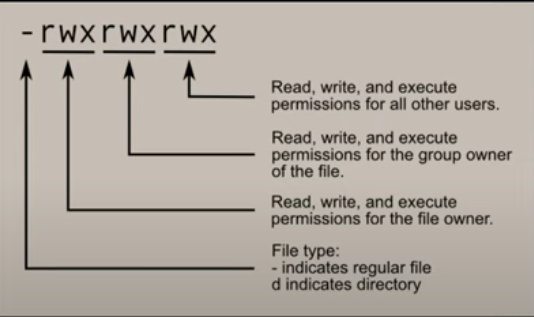 -rwxrwxrwx
Read, write, and execute
permissions for all other users.
Read, write, and execute
permissions for the group owner
of the file.
Read, write, and execute
permissions for the file owner.
File type:
- indicates regular file
d indicates directory